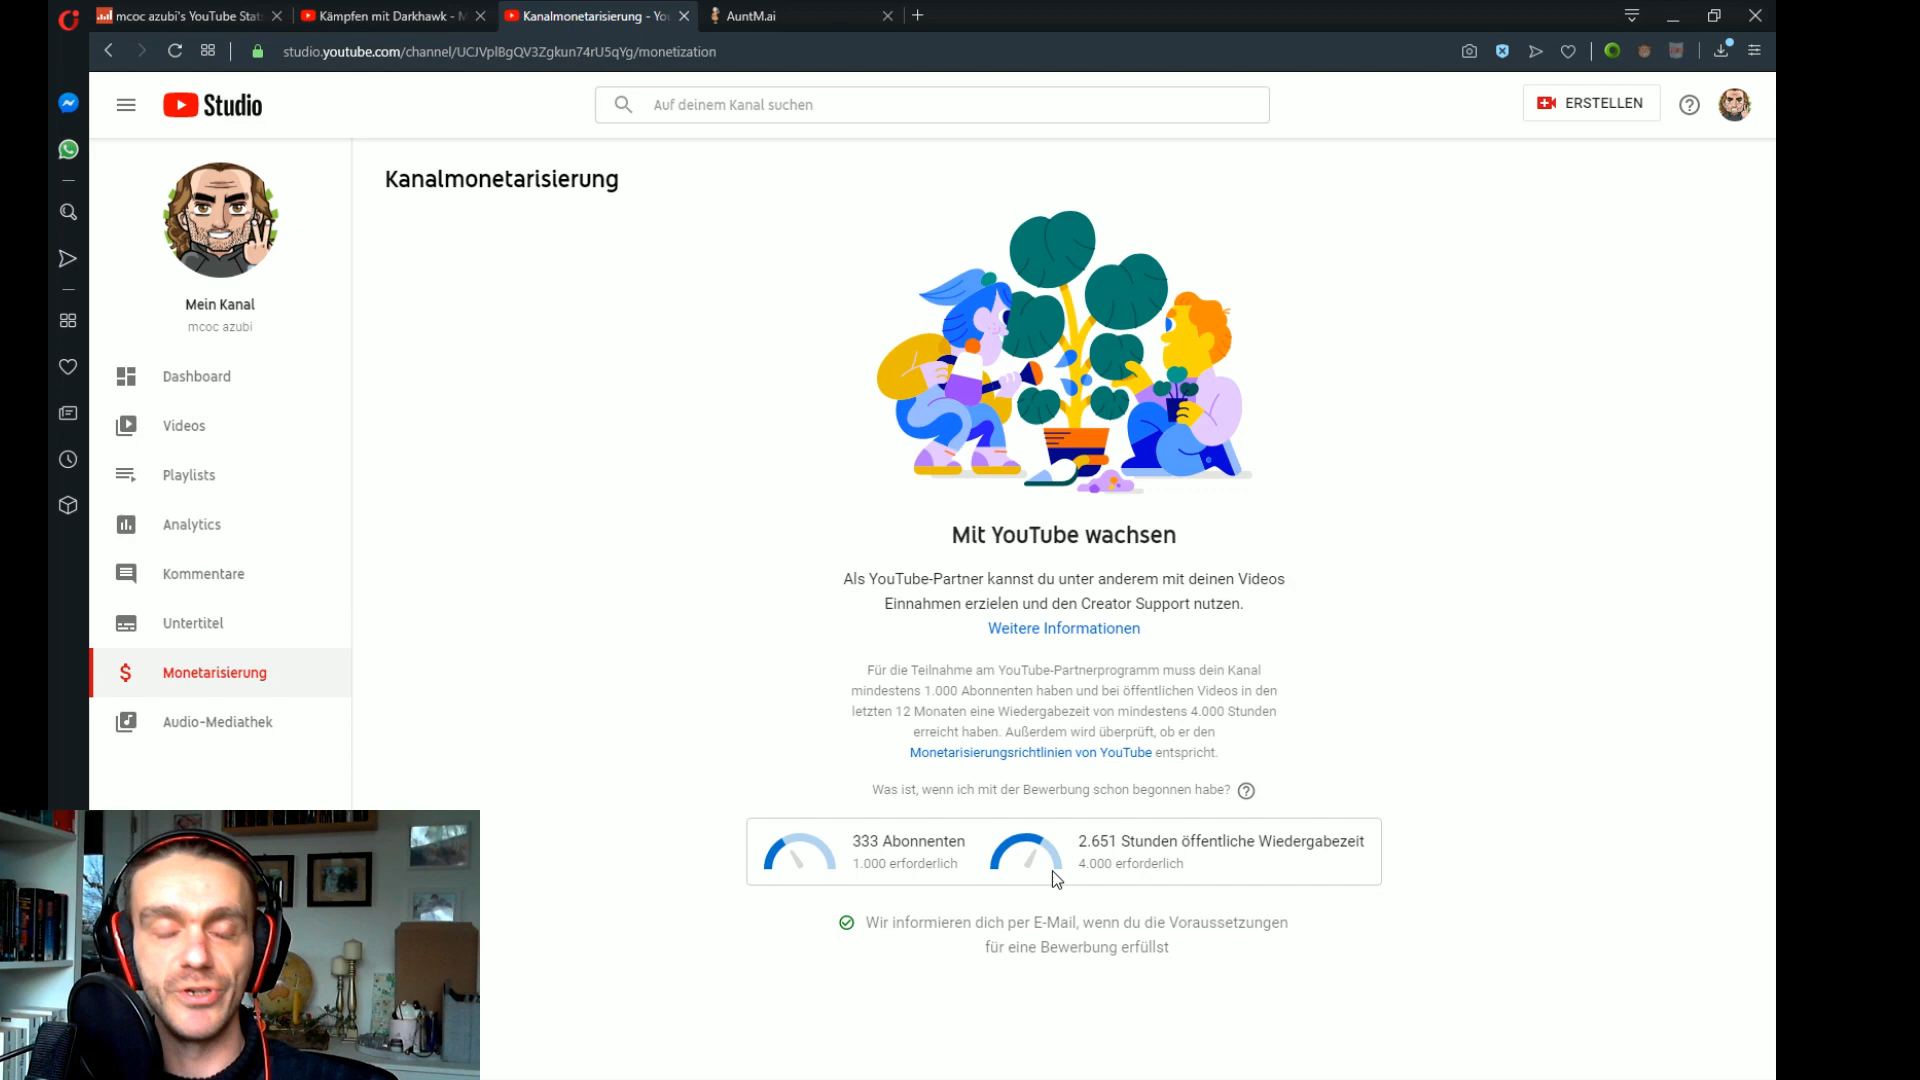 mcoc azubi's YouTube Stat
Kämpfen mit Darkhawk - M
Kanalmonetarisierung - You
AuntM.ai
studio.youtube.com/channel/UCJVplBgQV3Zgkun74rU5qYg/monetization
Studio
Auf deinem Kanal suchen
ERSTELLEN
Mein Kanal
mcoc azubi
Dashboard
Videos
Playlists
Analytics
Kommentare
Untertitel
Monetarisierung
Audio-Mediathek
Kanalmonetarisierung
Mit YouTube wachsen
Als YouTube-Partner kannst du unter anderem mit deinen Videos
Einnahmen erzielen und den Creator Support nutzen.
Weitere Informationen
Für die Teilnahme am YouTube-Partnerprogramm muss dein Kanal
mindestens 1.000 Abonnenten haben und bei öffentlichen Videos in den
letzten 12 Monaten eine Wiedergabezeit von mindestens 4.000 Stunden
erreicht haben. Außerdem wird überprüft, ob er den
Monetarisierungsrichtlinien von YouTube entspricht.
Was ist, wenn ich mit der Bewerbung schon begonnen habe?
333 Abonnenten
1.000 erforderlich
2.651 Stunden öffentliche Wiedergabezeit
4.000 erforderlich
Wir informieren dich per E-Mail, wenn du die Voraussetzungen
für eine Bewerbung erfüllst